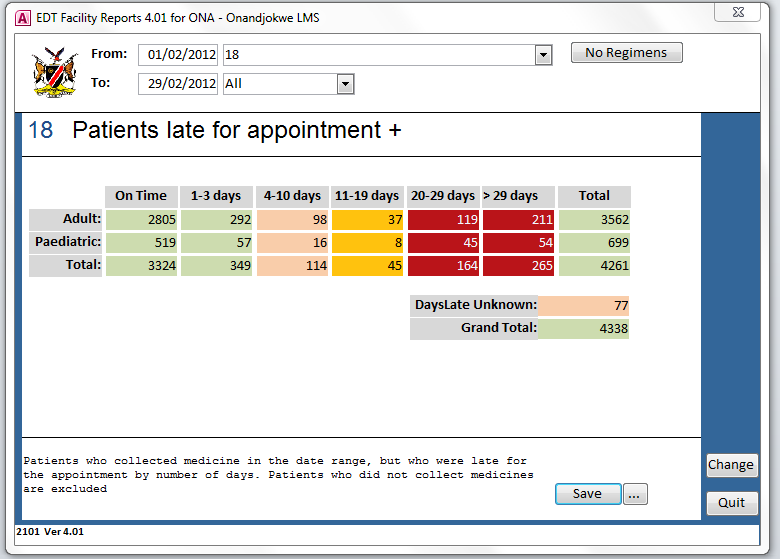 EDT Facility Reports 4.01 for ONA - Onandjokwe LMS
From: 01/02/2012 18 No Regimens
To: 29/02/2012 All
18 Patients late for appointment +
On Time 1-3 days 4-10 days 11-19 days 20-29 days > 29 days Total
Adult: 2805 292 98 37 119 211 3562
Paediatric: 519 57 16 8 45 54 699
Total: 3324 349 114 45 164 265 4261
DaysLate Unknown: 77
Grand Total: 4338
Patients who collected medicine in the date range, but who were late for
the appointment by number of days. Patients who did not collect medicines
are excluded
Change
Save ...
Quit
2101 Ver 4.01